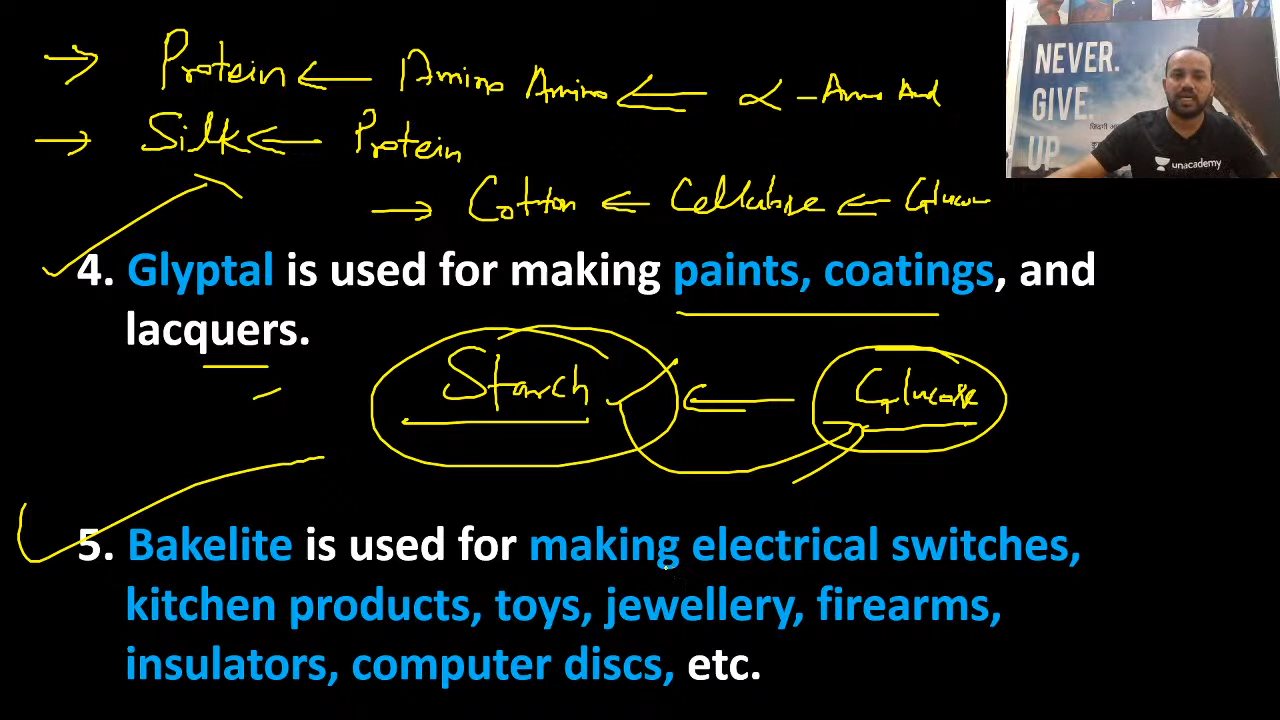 → Protein ← Amino Amino ← α - Amino Acid
→ Silk ← Protein
→ Cotton ← Cellulose ← Glucose
4. Glyptal is used for making paints, coatings, and
lacquers.
Starch ← Glucose
5. Bakelite is used for making electrical switches,
kitchen products, toys, jewellery, firearms,
insulators, computer discs, etc.
NEVER.
GIVE
UP
unacademy